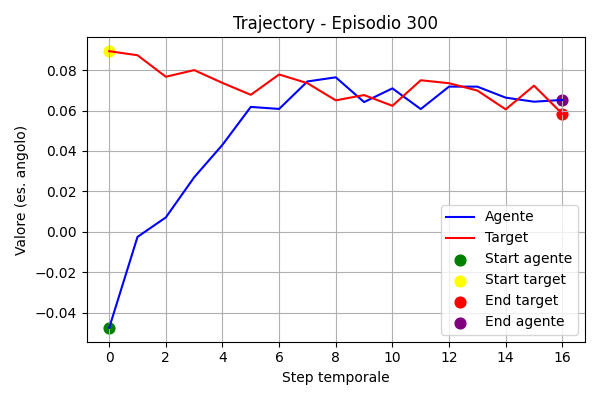 Trajectory - Episodio 300
Valore (es. angolo)
0.08
0.06
0.04
0.02
0.00
−0.02
−0.04
0 2 4 6 8 10 12 14 16
Step temporale
Agente
Target
Start agente
Start target
End target
End agente